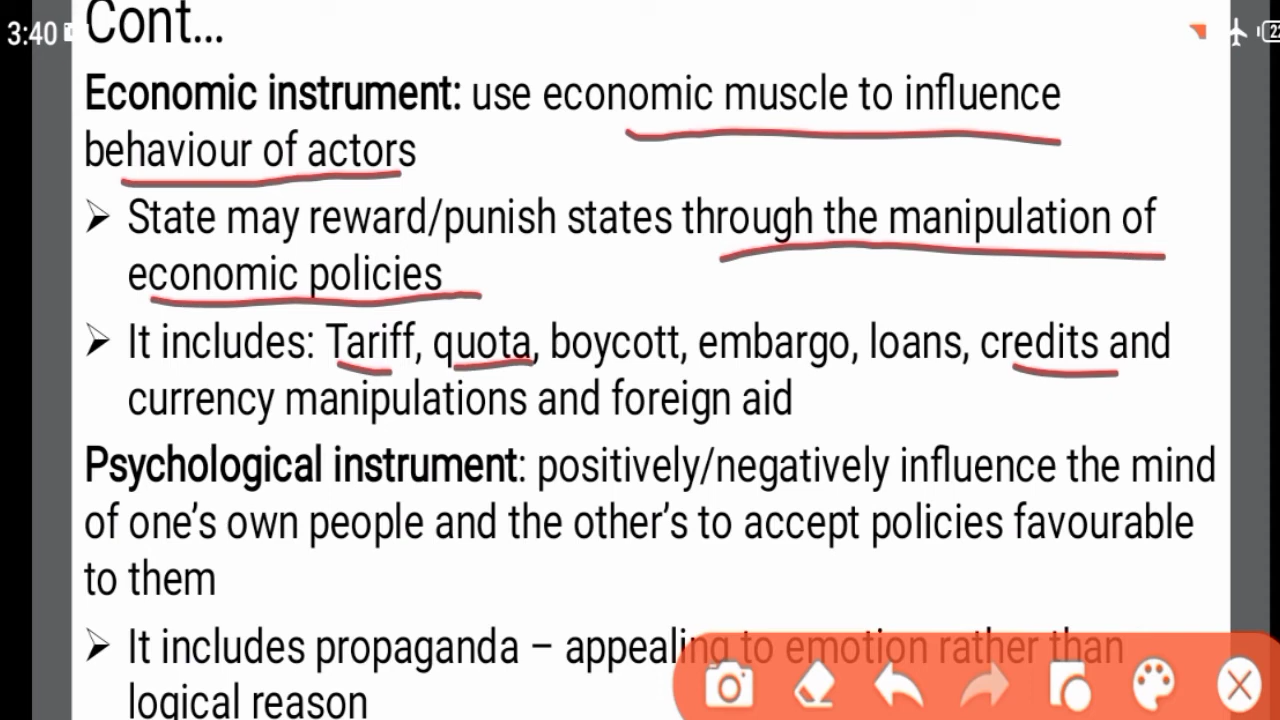 3:40
Cont...
22
Economic instrument: use economic muscle to influence
behaviour of actors
➢ State may reward/punish states through the manipulation of
economic policies
➢ It includes: Tariff, quota, boycott, embargo, loans, credits and
currency manipulations and foreign aid
Psychological instrument: positively/negatively influence the mind
of one’s own people and the other’s to accept policies favourable
to them
➢ It includes propaganda – appealing to emotion rather than
logical reason